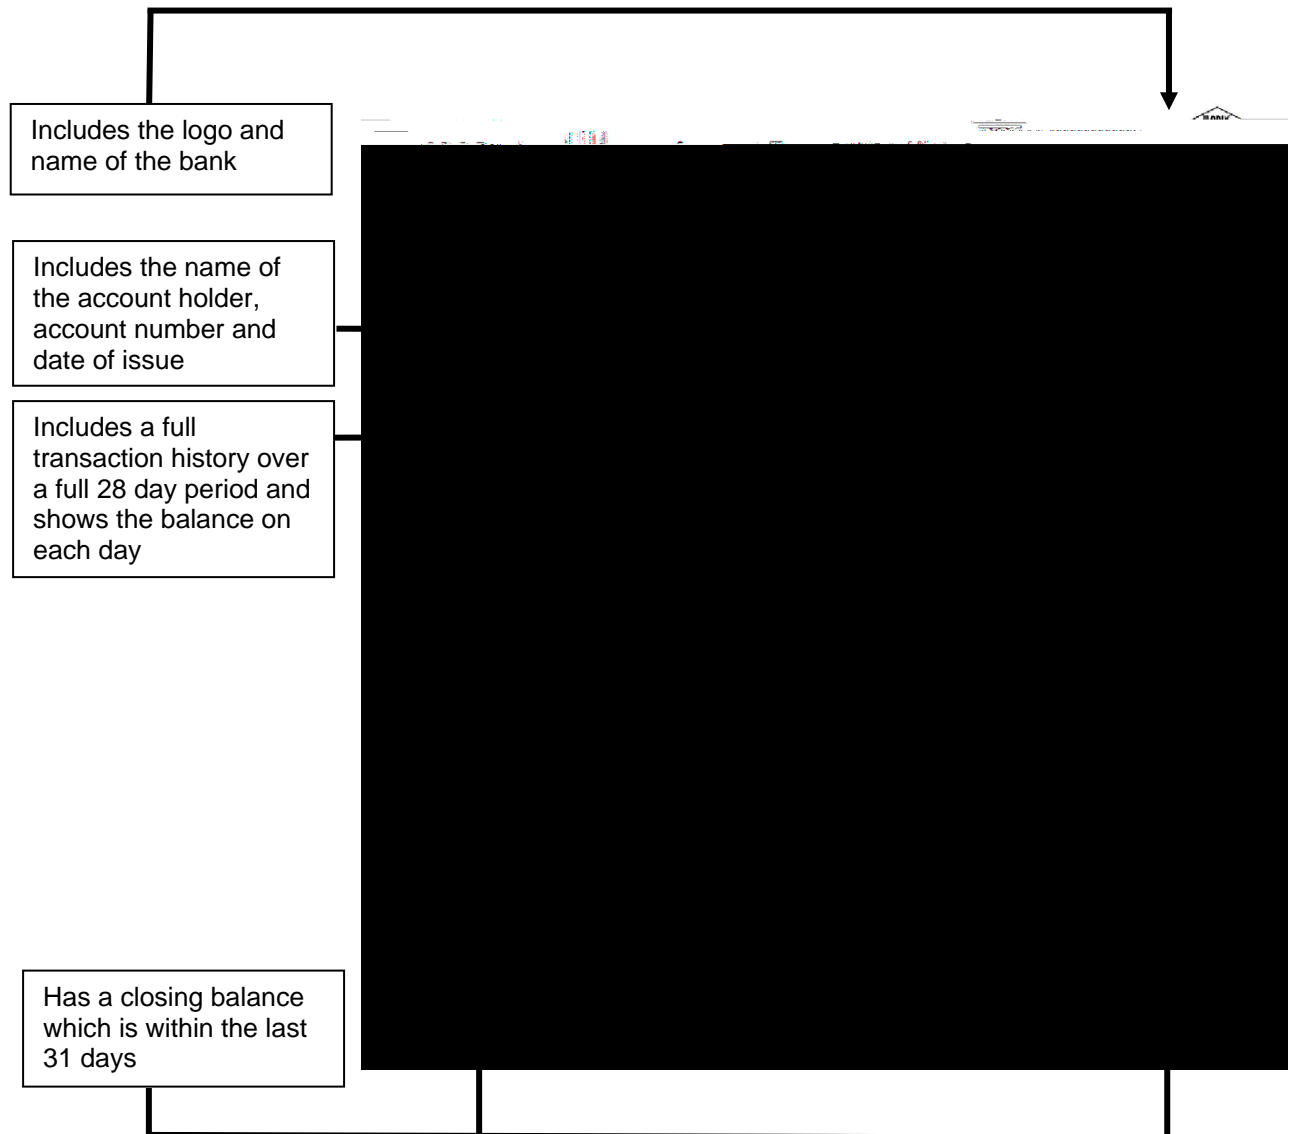 Includes the logo and
name of the bank
BANK
Includes the name of
the account holder,
account number and
date of issue
Includes a full
transaction history over
a full 28 day period and
shows the balance on
each day
Has a closing balance
which is within the last
31 days